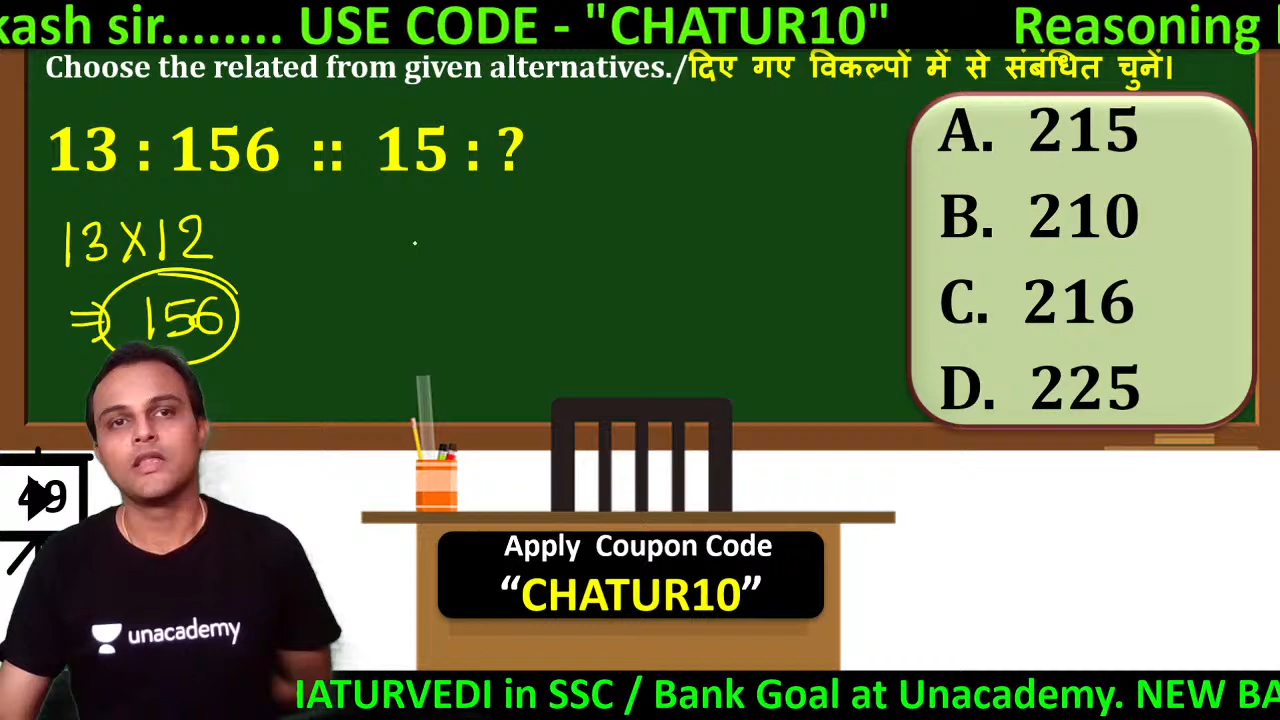 kash sir........ USE CODE - "CHATUR10" Reasoning
Choose the related from given alternatives./दिए गए विकल्पों में से संबंधित चुनें।
13 : 156 :: 15 : ?
A. 215
B. 210
C. 216
D. 225
13 X 12
⇒ 156
49
unacademy
Apply Coupon Code
“CHATUR10”
IATURVEDI in SSC / Bank Goal at Unacademy. NEW BA